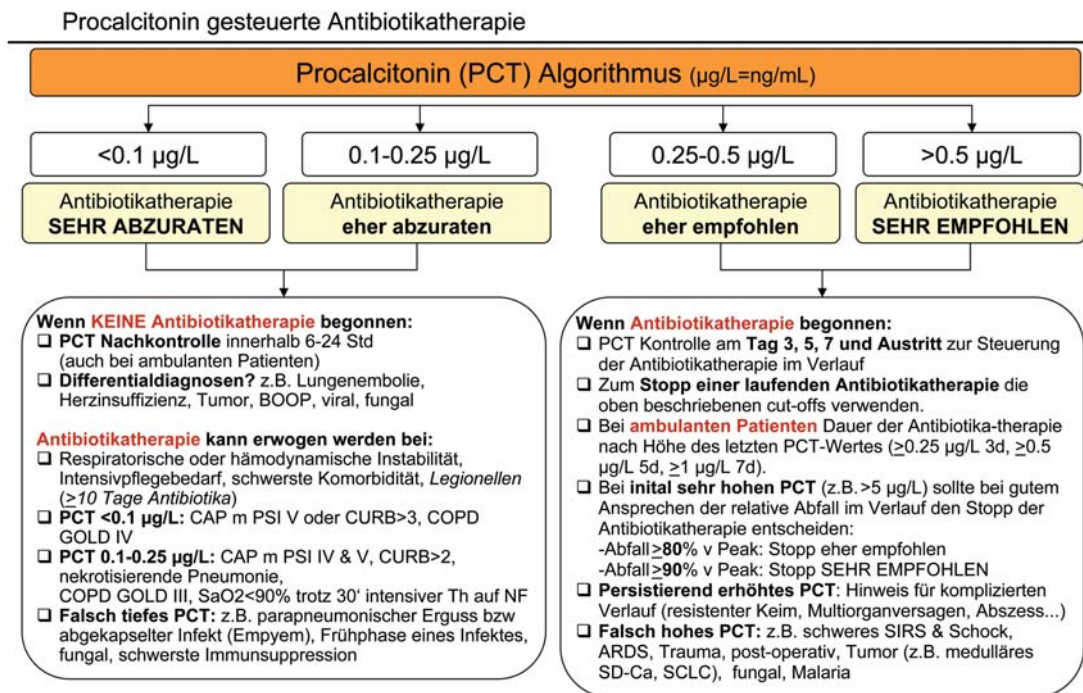 Procalcitonin gesteuerte Antibiotikatherapie
Procalcitonin (PCT) Algorithmus (µg/L=ng/mL)
<0.1 µg/L
0.1-0.25 µg/L
0.25-0.5 µg/L
>0.5 µg/L
Antibiotikatherapie
SEHR ABZURATEN
Antibiotikatherapie
eher abzuraten
Antibiotikatherapie
eher empfohlen
Antibiotikatherapie
SEHR EMPFOHLEN
Wenn KEINE Antibiotikatherapie begonnen:
❑ PCT Nachkontrolle innerhalb 6-24 Std
(auch bei ambulanten Patienten)
❑ Differentialdiagnosen? z.B. Lungenembolie,
Herzinsuffizienz, Tumor, BOOP, viral, fungal
Antibiotikatherapie kann erwogen werden bei:
❑ Respiratorische oder hämodynamische Instabilität,
Intensivpflegebedarf, schwerste Komorbidität, Legionellen
(≥10 Tage Antibiotika)
❑ PCT <0.1 µg/L: CAP m PSI V oder CURB>3, COPD
GOLD IV
❑ PCT 0.1-0.25 µg/L: CAP m PSI IV & V, CURB>2,
nekrotisierende Pneumonie,
COPD GOLD III, SaO2<90% trotz 30‘ intensiver Th auf NF
❑ Falsch tiefes PCT: z.B. parapneumonischer Erguss bzw
abgekapselter Infekt (Empyem), Frühphase eines Infektes,
fungal, schwerste Immunsuppression
Wenn Antibiotikatherapie begonnen:
❑ PCT Kontrolle am Tag 3, 5, 7 und Austritt zur Steuerung
der Antibiotikatherapie im Verlauf
❑ Zum Stopp einer laufenden Antibiotikatherapie die
oben beschriebenen cut-offs verwenden.
❑ Bei ambulanten Patienten Dauer der Antibiotika-therapie
nach Höhe des letzten PCT-Wertes (≥0.25 µg/L 3d, ≥0.5
µg/L 5d, ≥1 µg/L 7d).
❑ Bei inital sehr hohen PCT (z.B. >5 µg/L) sollte bei gutem
Ansprechen der relative Abfall im Verlauf den Stopp der
Antibiotikatherapie entscheiden:
-Abfall ≥80% v Peak: Stopp eher empfohlen
-Abfall ≥90% v Peak: Stopp SEHR EMPFOHLEN
❑ Persistierend erhöhtes PCT: Hinweis für komplizierten
Verlauf (resistenter Keim, Multiorganversagen, Abszess...)
❑ Falsch hohes PCT: z.B. schweres SIRS & Schock,
ARDS, Trauma, post-operativ, Tumor (z.B. medulläres
SD-Ca, SCLC), fungal, Malaria